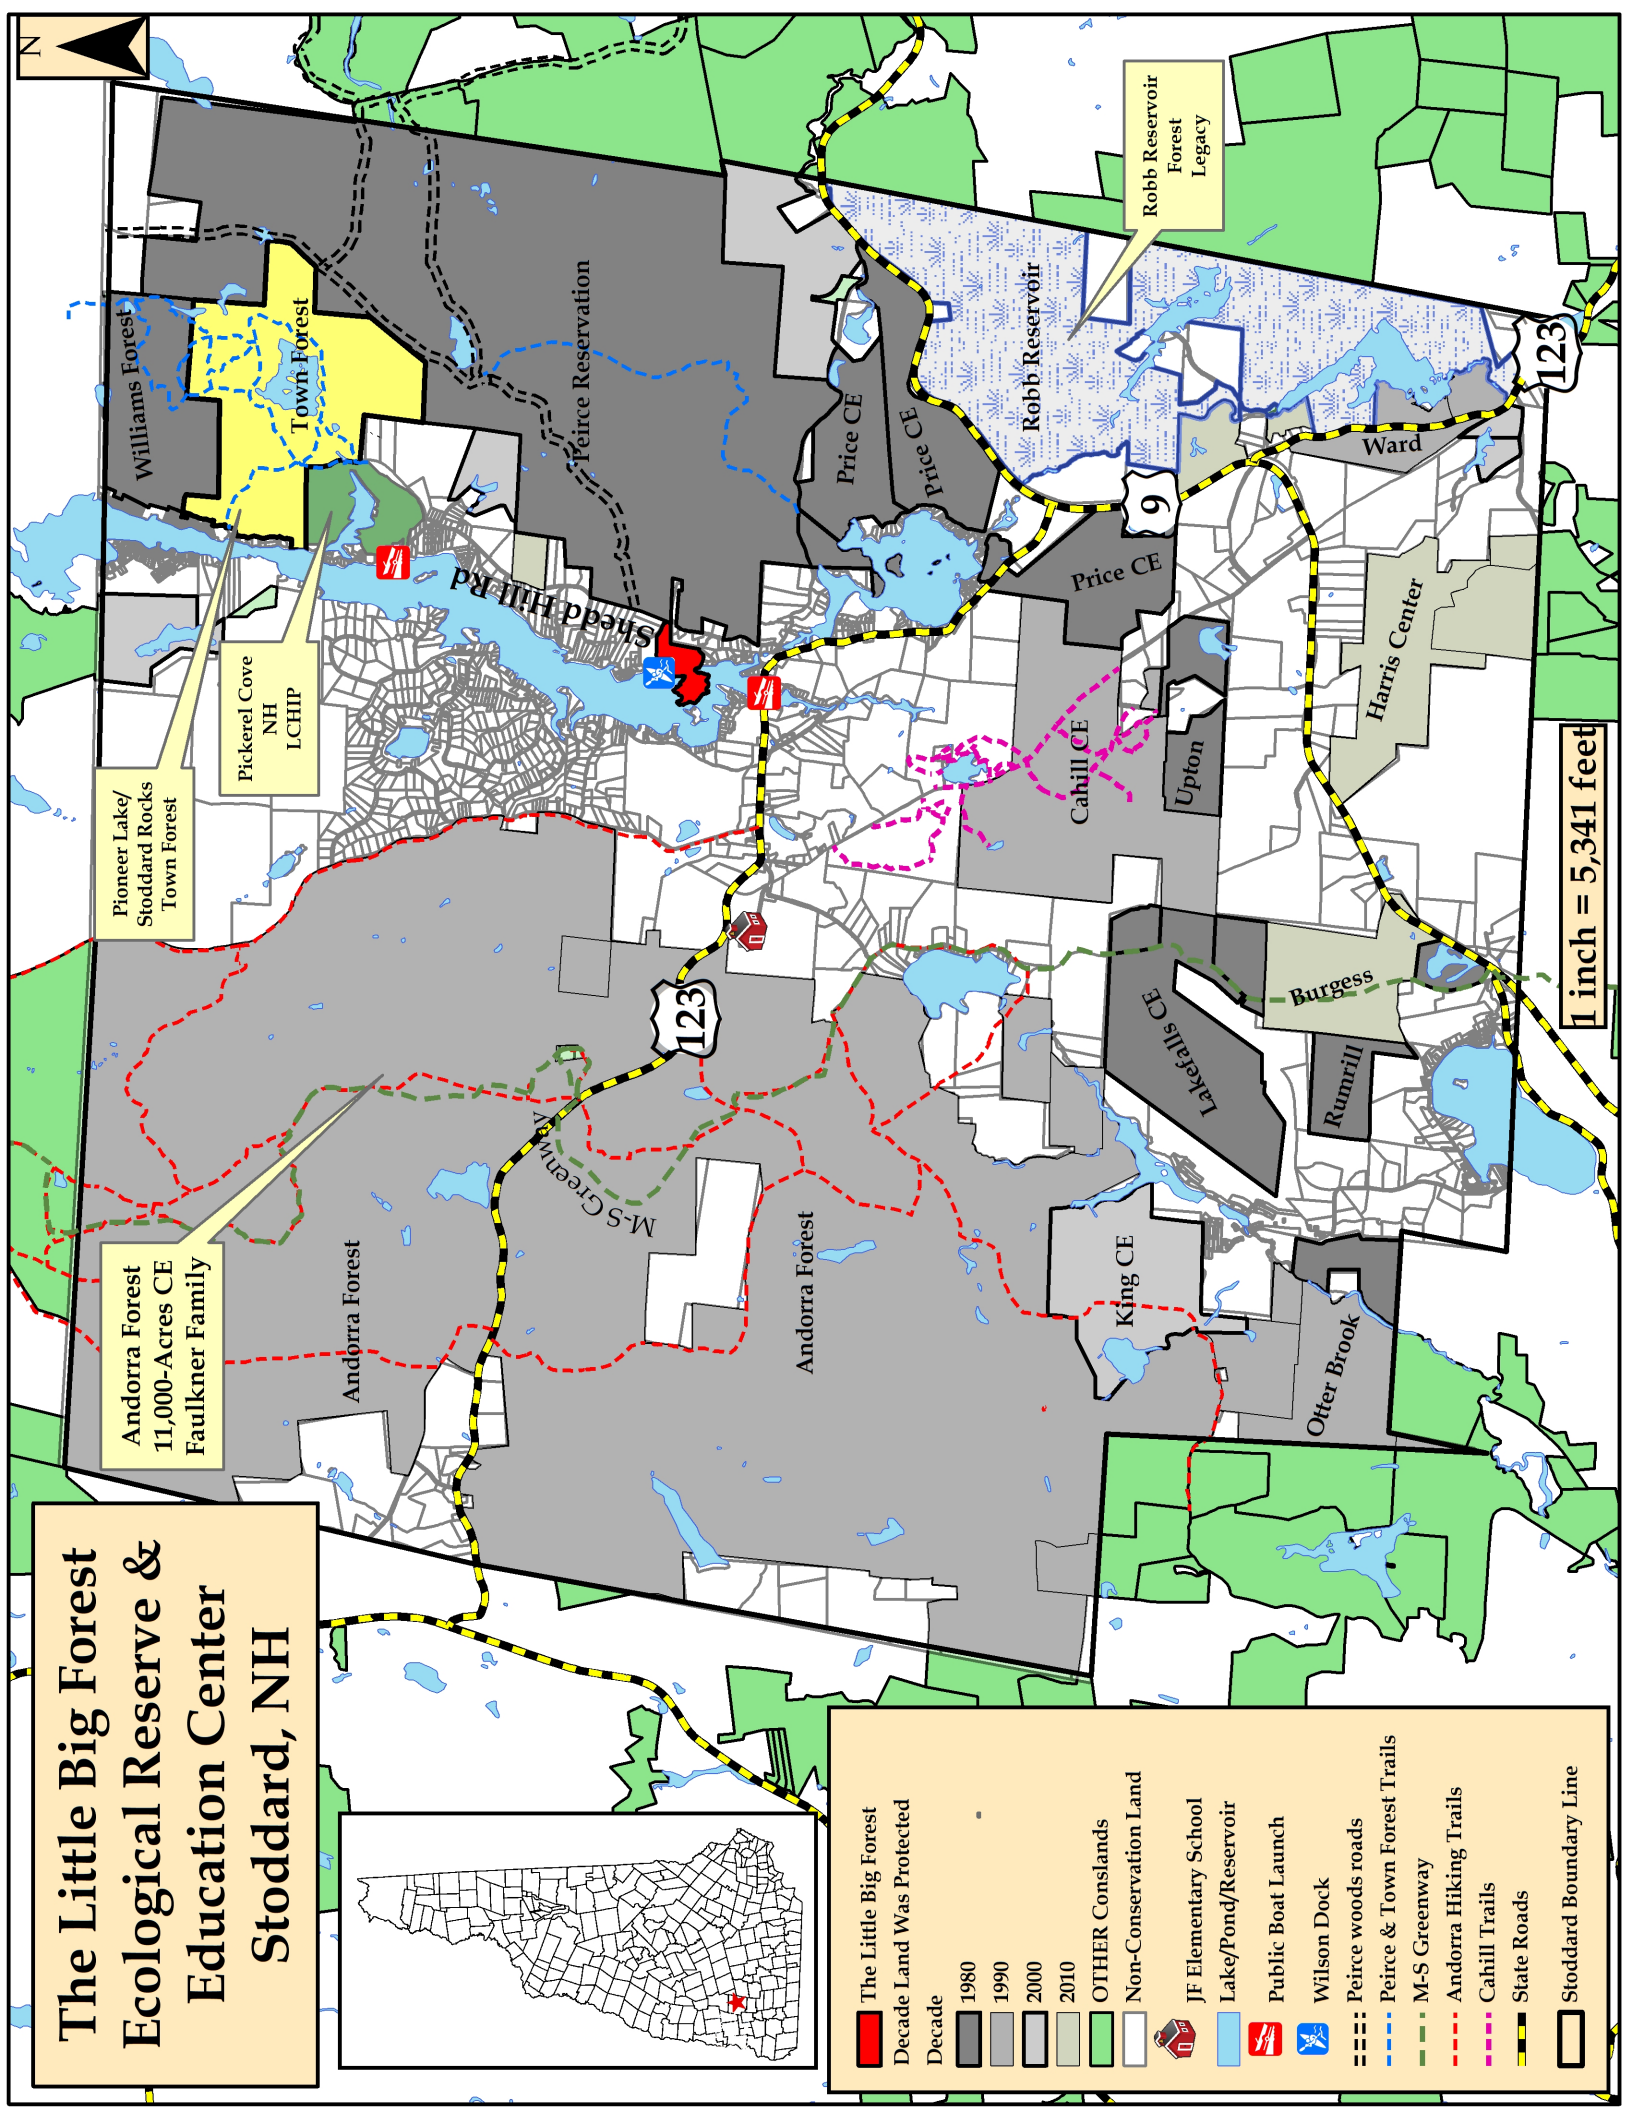 The Little Big Forest
Ecological Reserve &
Education Center
Stoddard, NH
N
Andorra Forest
11,000-Acres CE
Faulkner Family
Pioneer Lake/
Stoddard Rocks
Town Forest
Pickerel Cove
NH
LCHIP
Robb Reservoir
Forest
Legacy
Williams Forest
Town Forest
Peirce Reservation
Shedd Hill Rd
Price CE
Price CE
Price CE
Robb Reservoir
Ward
123
9
123
Harris Center
Upton
Cahill CE
Andorra Forest
M-S Greenway
Andorra Forest
Lakefalls CE
Burgess
Rumrill
King CE
Otter Brook
1 inch = 5,341 feet
The Little Big Forest
Decade Land Was Protected
Decade
1980
1990
2000
2010
OTHER Conslands
Non-Conservation Land
JF Elementary School
Lake/Pond/Reservoir
Public Boat Launch
Wilson Dock
Peirce woods roads
Peirce & Town Forest Trails
M-S Greenway
Andorra Hiking Trails
Cahill Trails
State Roads
Stoddard Boundary Line